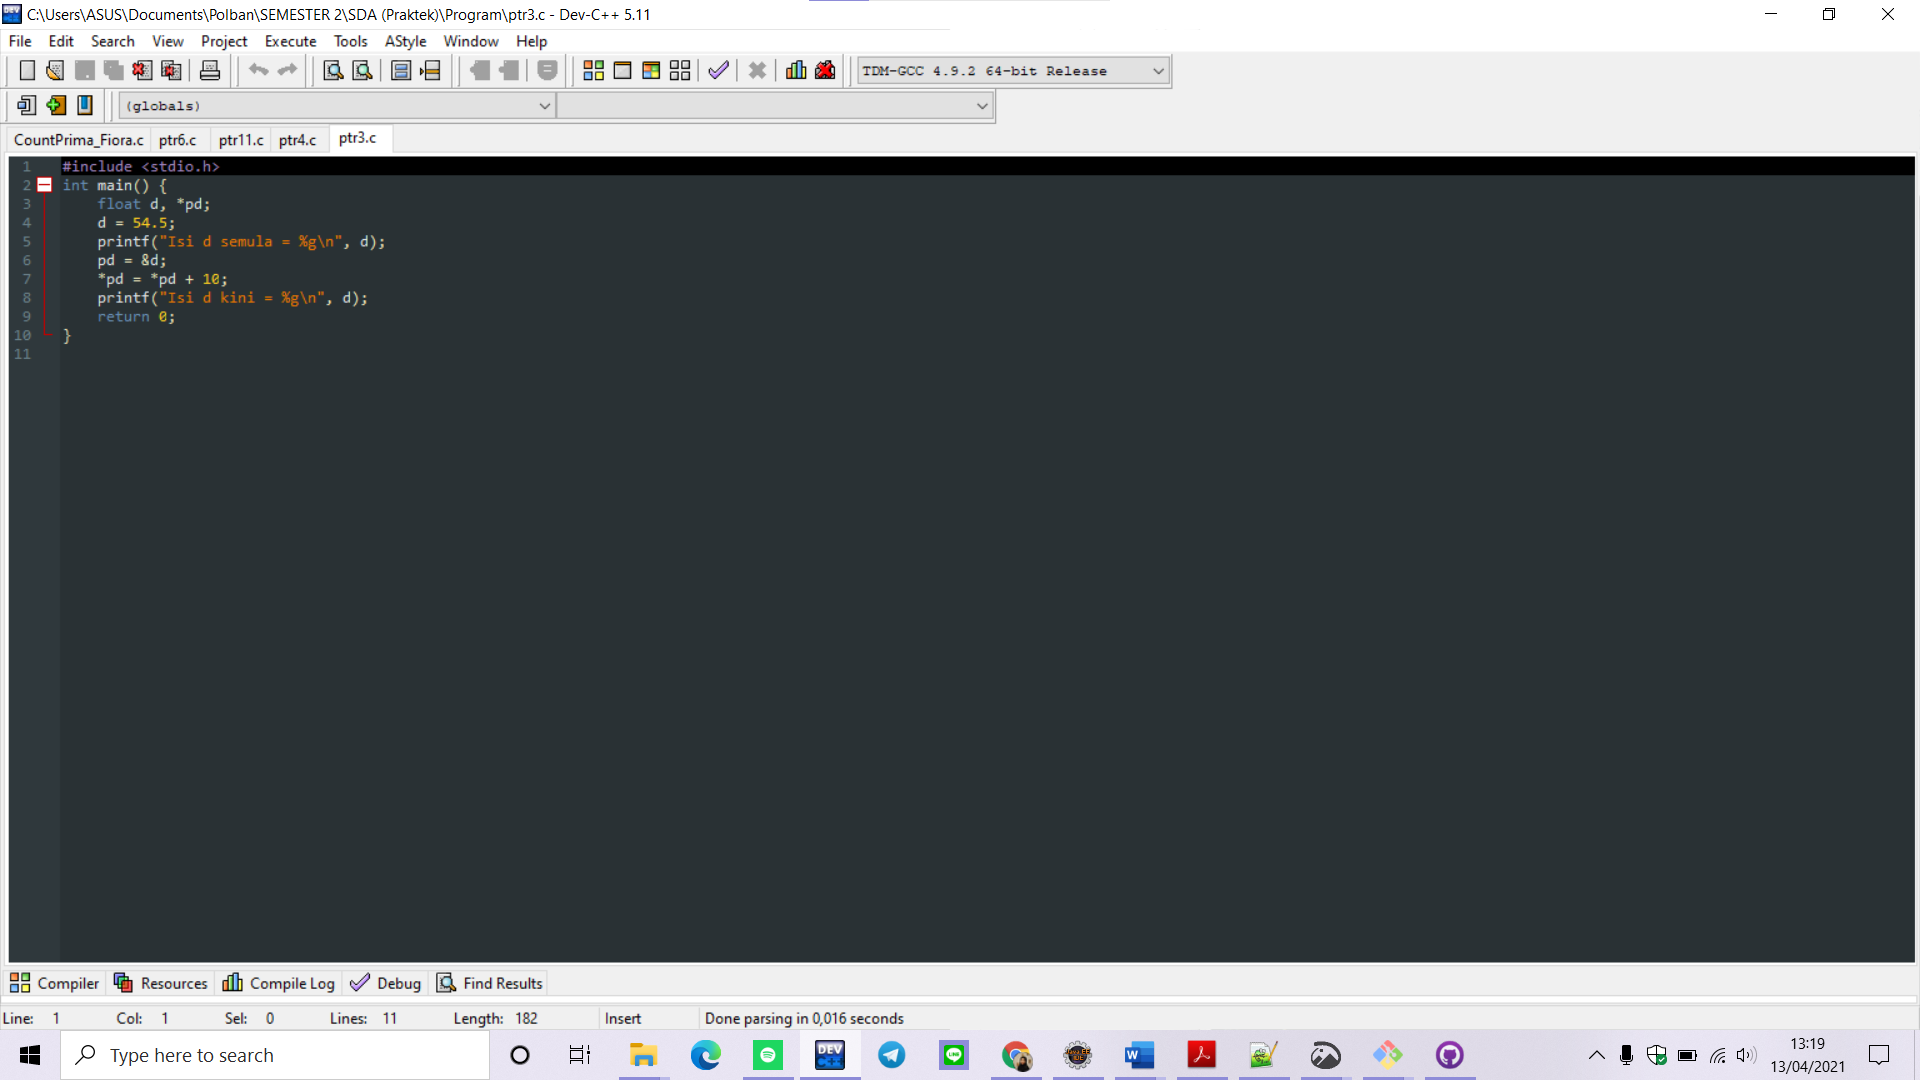 C:\Users\ASUS\Documents\Polban\SEMESTER 2\SDA (Praktek)\Program\ptr3.c - Dev-C++ 5.11
File Edit Search View Project Execute Tools AStyle Window Help
TDM-GCC 4.9.2 64-bit Release
(globals)
CountPrima_Fiora.c ptr6.c ptr11.c ptr4.c ptr3.c
1 #include <stdio.h>
2 int main() {
3 float d, *pd;
4 d = 54.5;
5 printf("Isi d semula = %g\n", d);
6 pd = &d;
7 *pd = *pd + 10;
8 printf("Isi d kini = %g\n", d);
9 return 0;
10 }
11
Compiler Resources Compile Log Debug Find Results
Line: 1 Col: 1 Sel: 0 Lines: 11 Length: 182 Insert Done parsing in 0,016 seconds
Type here to search
13:19
13/04/2021